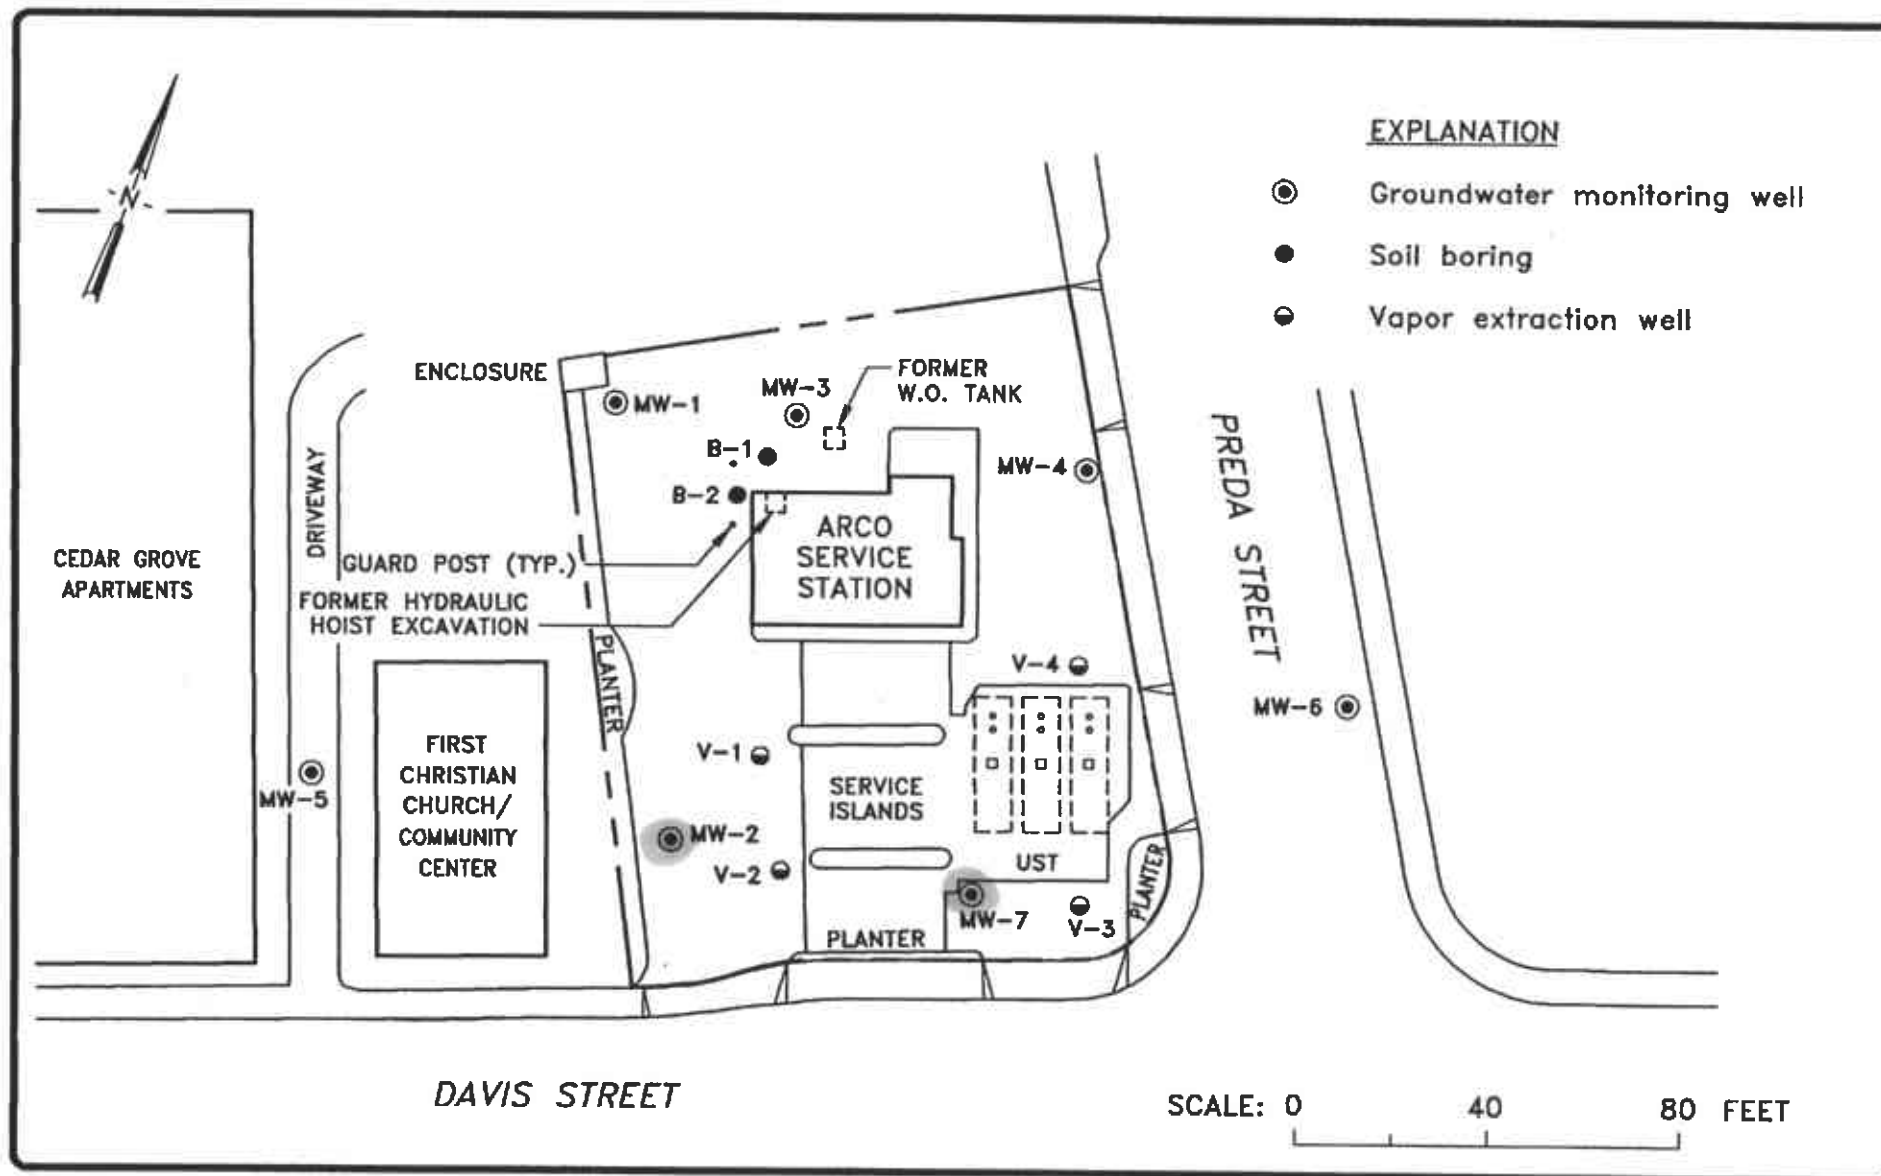 EXPLANATION
Groundwater monitoring well
Soil boring
Vapor extraction well
N
ENCLOSURE
MW-1
MW-3
FORMER
W.O. TANK
B-1
B-2
MW-4
DRIVEWAY
CEDAR GROVE
APARTMENTS
GUARD POST (TYP.)
FORMER HYDRAULIC
HOIST EXCAVATION
ARCO
SERVICE
STATION
PREDA STREET
PLANTER
V-4
MW-6
FIRST
CHRISTIAN
CHURCH/
COMMUNITY
CENTER
V-1
SERVICE
ISLANDS
MW-5
MW-2
V-2
UST
PLANTER
MW-7
V-3
PLANTER
DAVIS STREET
SCALE: 0 40 80 FEET